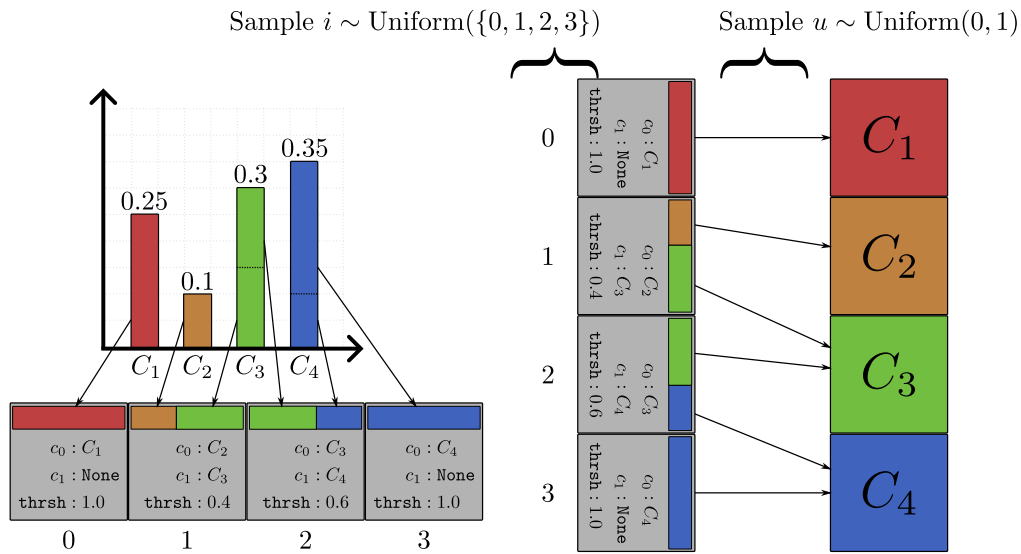 Sample i ∼ Uniform({0, 1, 2, 3})
Sample u ∼ Uniform(0, 1)
0.25
0.1
0.3
0.35
C₁
C₂
C₃
C₄
c₀ : C₁
c₁ : None
thrsh : 1.0
0
c₀ : C₂
c₁ : C₃
thrsh : 0.4
1
c₀ : C₃
c₁ : C₄
thrsh : 0.6
2
c₀ : C₄
c₁ : None
thrsh : 1.0
3
0
c₀ : C₁
c₁ : None
thrsh : 1.0
1
c₀ : C₂
c₁ : C₃
thrsh : 0.4
2
c₀ : C₃
c₁ : C₄
thrsh : 0.6
3
c₀ : C₄
c₁ : None
thrsh : 1.0
C₁
C₂
C₃
C₄